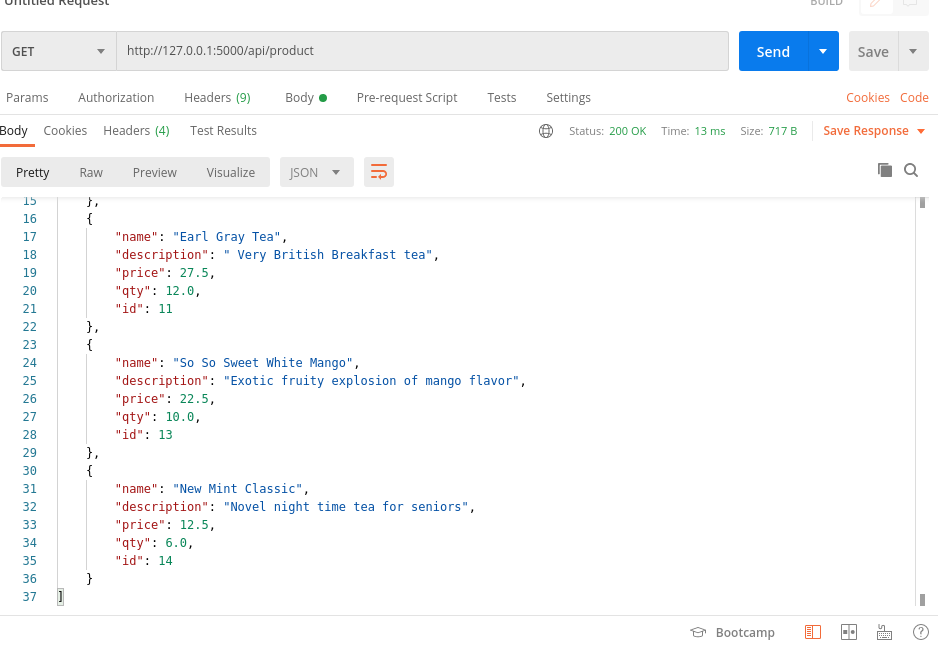 Untitled Request BUILD
GET http://127.0.0.1:5000/api/product Send Save
Params Authorization Headers (9) Body Pre-request Script Tests Settings Cookies Code
Body Cookies Headers (4) Test Results Status: 200 OK Time: 13 ms Size: 717 B Save Response
Pretty Raw Preview Visualize JSON
15 },
16 {
17 "name": "Earl Gray Tea",
18 "description": " Very British Breakfast tea",
19 "price": 27.5,
20 "qty": 12.0,
21 "id": 11
22 },
23 {
24 "name": "So So Sweet White Mango",
25 "description": "Exotic fruity explosion of mango flavor",
26 "price": 22.5,
27 "qty": 10.0,
28 "id": 13
29 },
30 {
31 "name": "New Mint Classic",
32 "description": "Novel night time tea for seniors",
33 "price": 12.5,
34 "qty": 6.0,
35 "id": 14
36 }
37 ]
Bootcamp